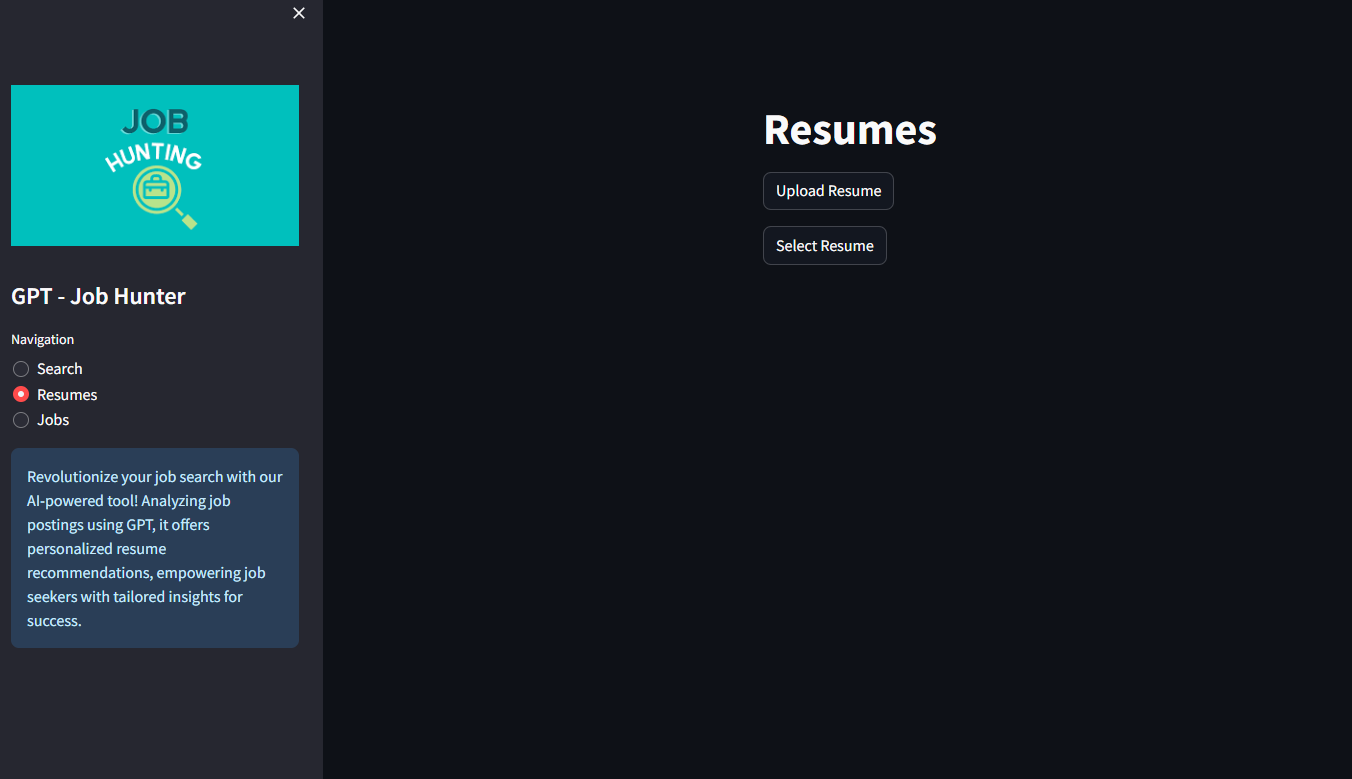 JOB
HUNTING
GPT - Job Hunter
Navigation
Search
Resumes
Jobs
Revolutionize your job search with our
AI-powered tool! Analyzing job
postings using GPT, it offers
personalized resume
recommendations, empowering job
seekers with tailored insights for
success.
Resumes
Upload Resume
Select Resume